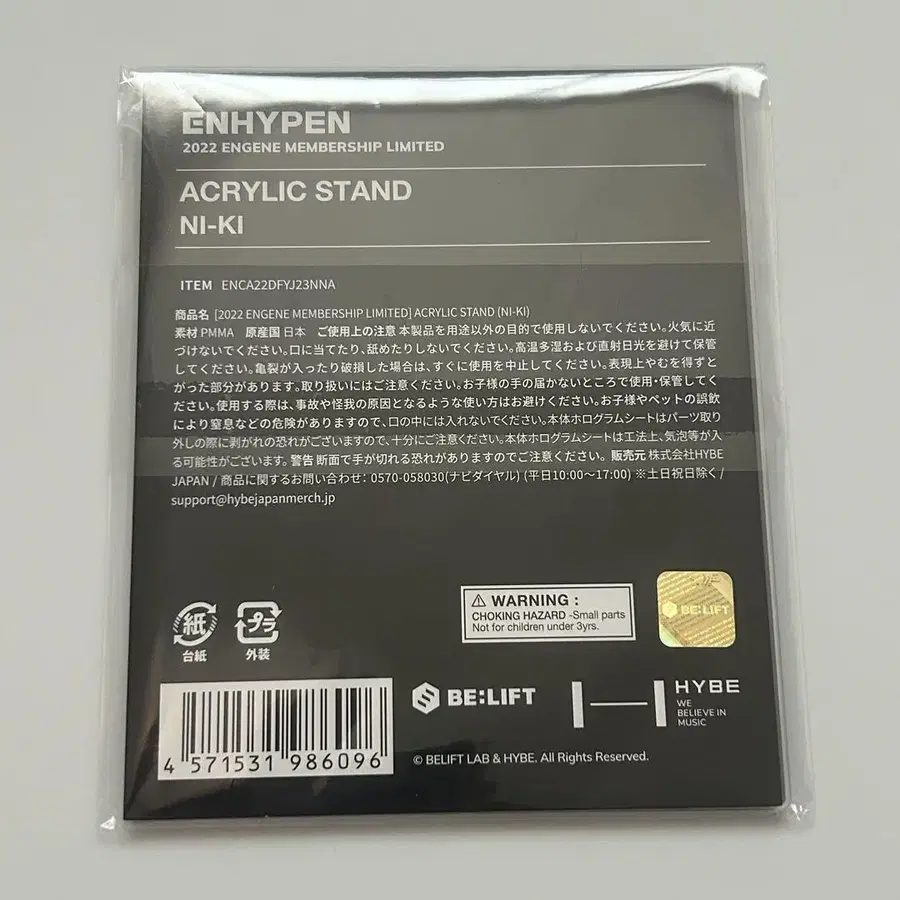 ENHYPEN
2022 ENGENE MEMBERSHIP LIMITED
ACRYLIC STAND
NI-KI
ITEM ENCA22DFYJ23NNA
商品名 [2022 ENGENE MEMBERSHIP LIMITED] ACRYLIC STAND (NI-KI)
素材 PMMA 原産国 日本 ご使用上の注意 本製品を用途以外の目的で使用しないでください。火気に近
づけないでください。口に当てたり、舐めたりしないでください。高温多湿および直射日光を避けて保管
してください。亀裂が入ったり破損した場合は、すぐに使用を中止してください。表現上やむを得ずと
がった部分があります。取り扱いにはご注意ください。お子様の手の届かないところで使用・保管してく
ださい。使用する際は、事故や怪我の原因となるような使い方はお避けください。お子様やペットの誤飲
により窒息などの危険がありますので、口の中には入れないでください。本体ホログラムシートはパーツ取り
外しの際に剥がれの恐れがございますので、十分にご注意ください。本体ホログラムシートは工法上、気泡等が入
る可能性がございます。警告 断面で手が切れる恐れがありますのでご注意ください。 販売元 株式会社HYBE
JAPAN / 商品に関するお問い合わせ: 0570-058030(ナビダイヤル) (平日10:00～17:00) ※土日祝日除く /
support@hybejapanmerch.jp
紙
台紙
プラ
外装
⚠ WARNING :
CHOKING HAZARD -Small parts
Not for children under 3yrs.
BE:LIFT
4 571531 986096
BE:LIFT
HYBE
WE
BELIEVE IN
MUSIC
© BELIFT LAB & HYBE. All Rights Reserved.